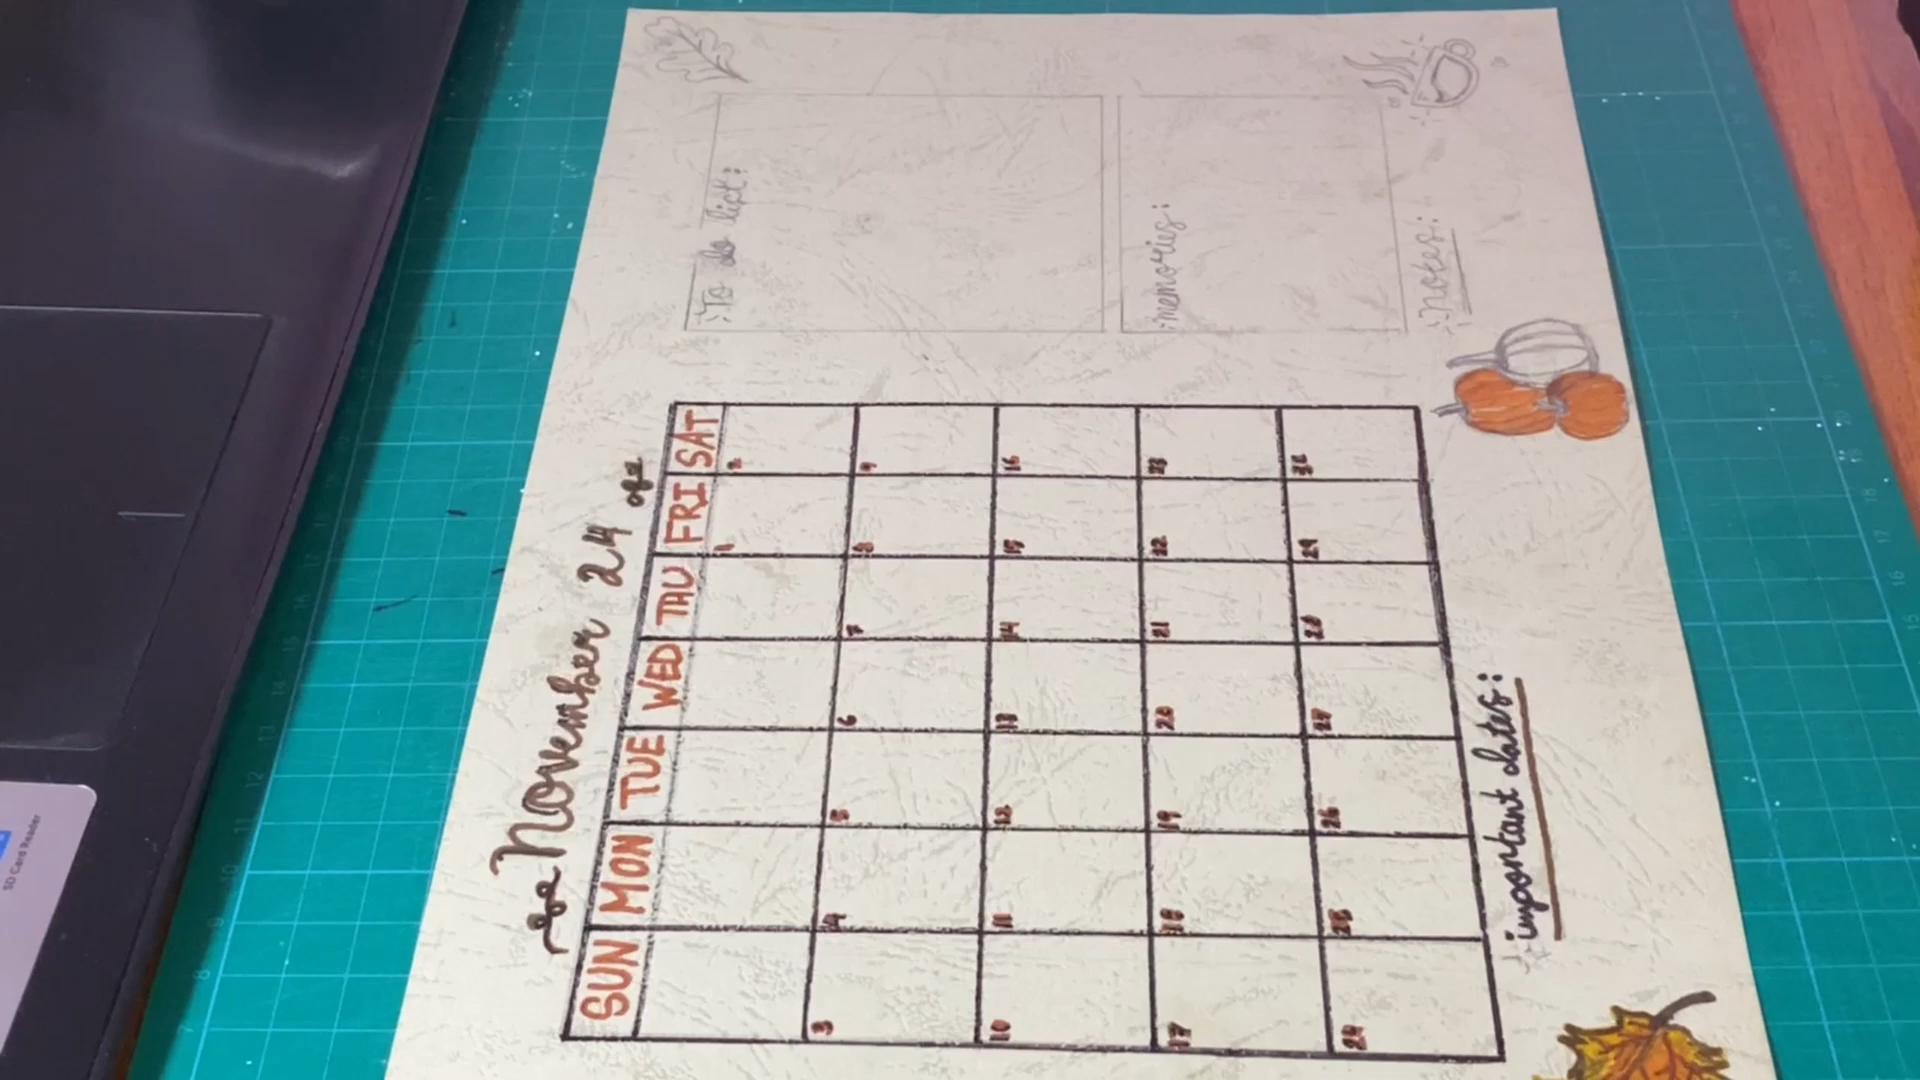 November 24
SUN MON TUE WED THU FRI SAT
1 2
3 4 5 6 7 8 9
10 11 12 13 14 15 16
17 18 19 20 21 22 23
24 25 26 27 28 29 30
important dates:
To do list:
memories:
notes:
SD Card Reader